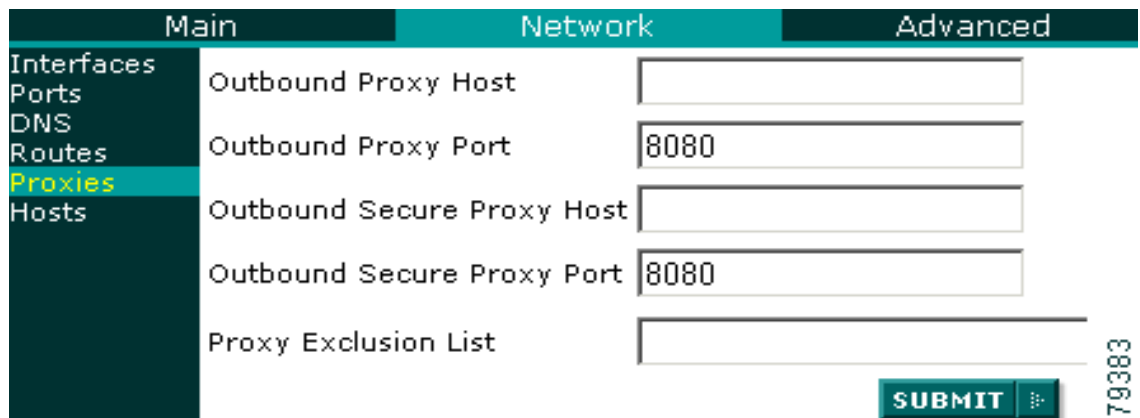 Main Network Advanced
Interfaces
Ports
DNS
Routes
Proxies
Hosts
Outbound Proxy Host
Outbound Proxy Port 8080
Outbound Secure Proxy Host
Outbound Secure Proxy Port 8080
Proxy Exclusion List
SUBMIT
79383